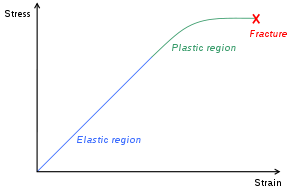 Stress
Plastic region
Fracture
Elastic region
Strain